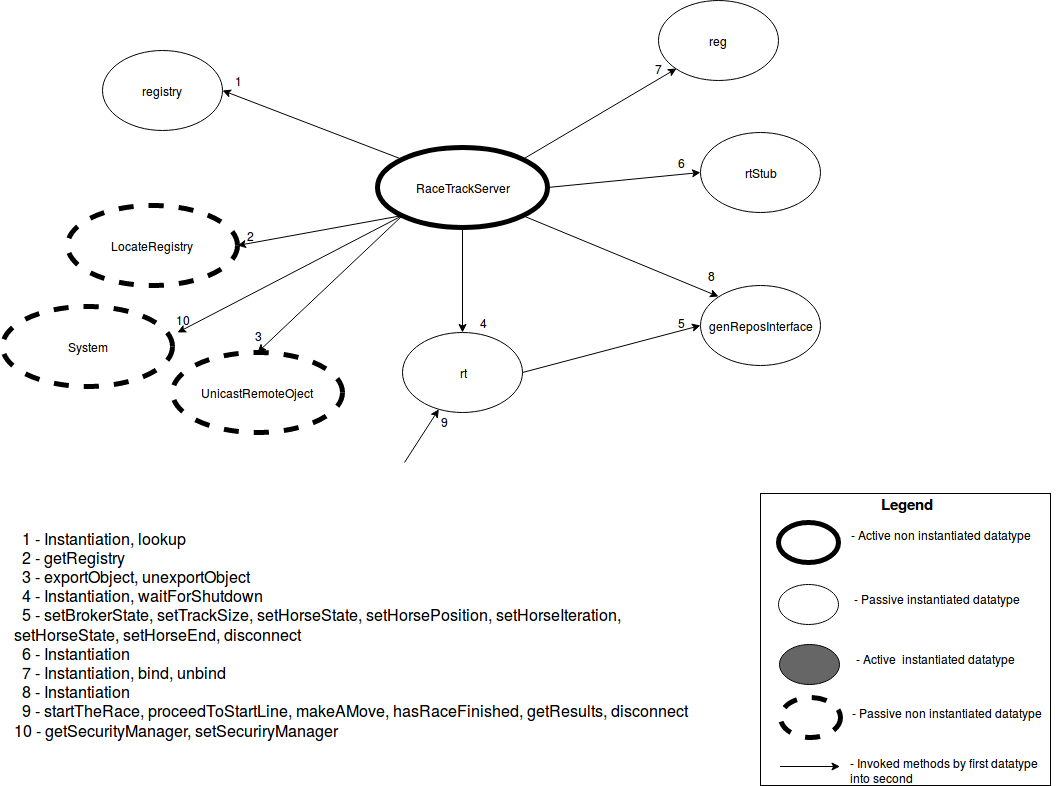 reg
7
1
registry
6
rtStub
RaceTrackServer
2
LocateRegistry
8
10
System
3
4
5
genReposInterface
rt
UnicastRemoteOject
9
Legend
- Active non instantiated datatype
- Passive instantiated datatype
- Active instantiated datatype
- Passive non instantiated datatype
- Invoked methods by first datatype
into second
1 - Instantiation, lookup
2 - getRegistry
3 - exportObject, unexportObject
4 - Instantiation, waitForShutdown
5 - setBrokerState, setTrackSize, setHorseState, setHorsePosition, setHorseIteration,
setHorseState, setHorseEnd, disconnect
6 - Instantiation
7 - Instantiation, bind, unbind
8 - Instantiation
9 - startTheRace, proceedToStartLine, makeAMove, hasRaceFinished, getResults, disconnect
10 - getSecurityManager, setSecuriryManager